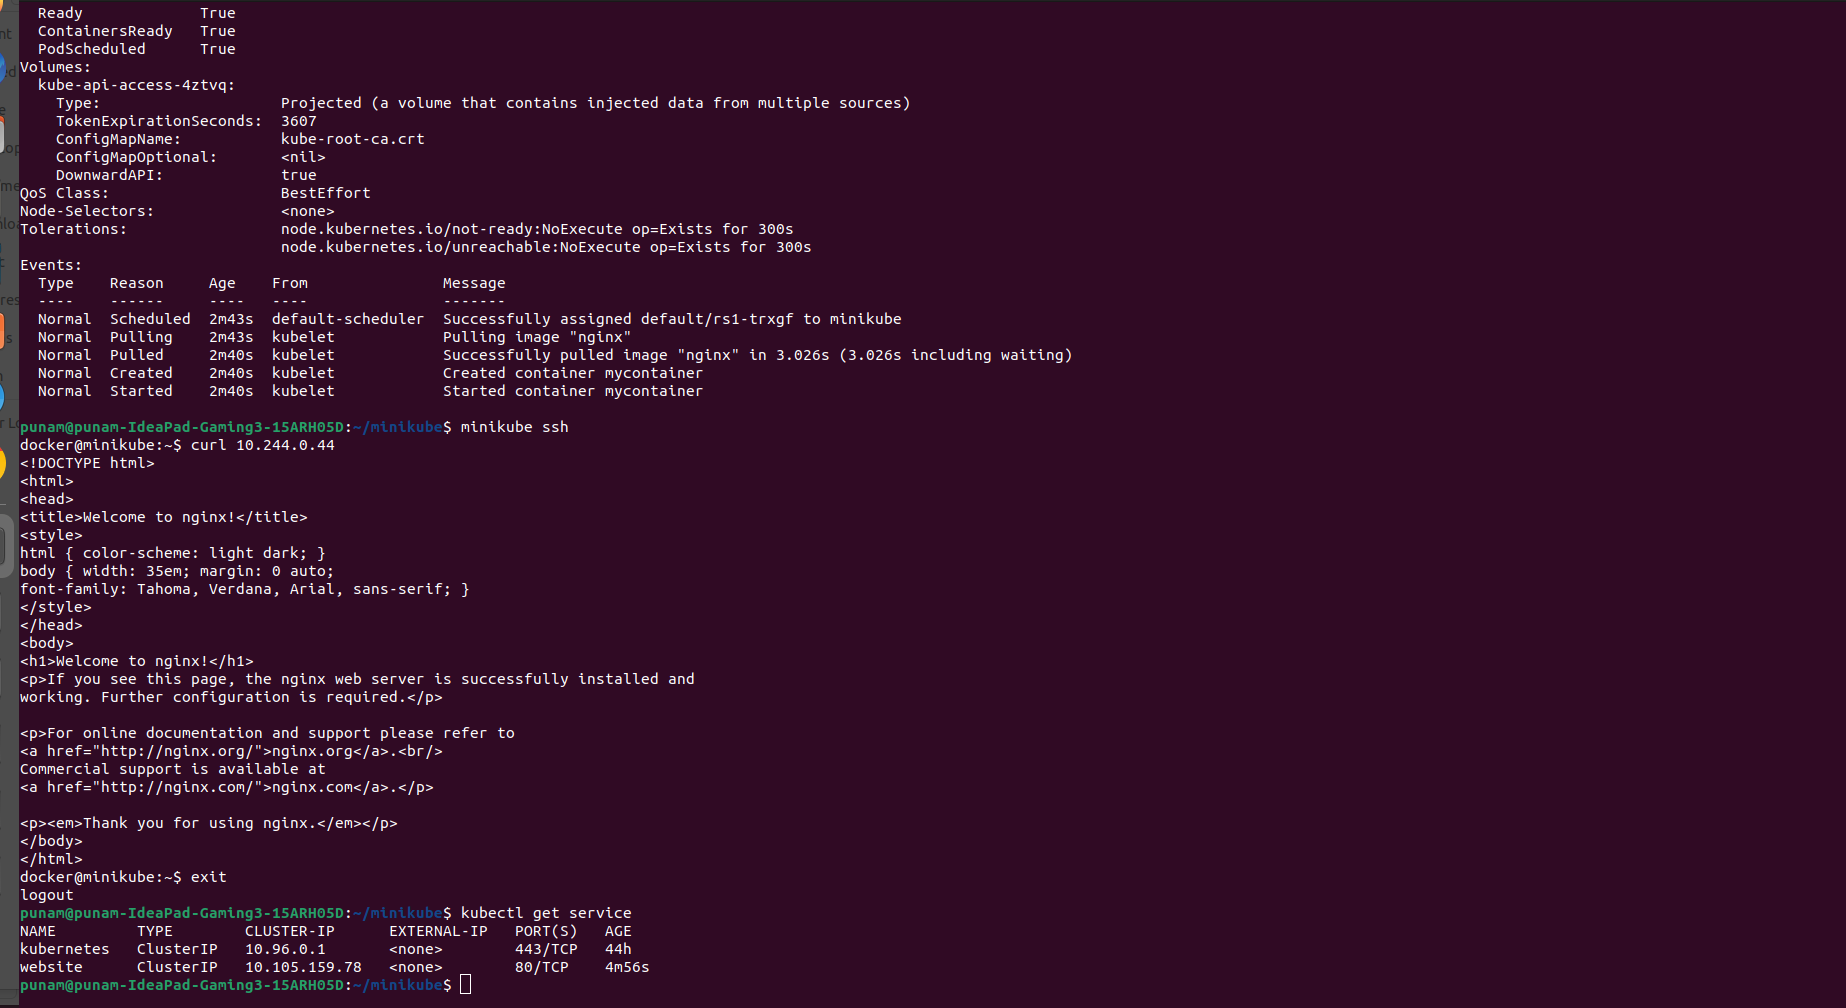 Ready             True
  ContainersReady   True
  PodScheduled      True
Volumes:
  kube-api-access-4ztvq:
    Type:                    Projected (a volume that contains injected data from multiple sources)
    TokenExpirationSeconds:  3607
    ConfigMapName:           kube-root-ca.crt
    ConfigMapOptional:       <nil>
    DownwardAPI:             true
QoS Class:                   BestEffort
Node-Selectors:              <none>
Tolerations:                 node.kubernetes.io/not-ready:NoExecute op=Exists for 300s
                             node.kubernetes.io/unreachable:NoExecute op=Exists for 300s
Events:
  Type    Reason     Age    From               Message
  ----    ------     ----   ----               -------
  Normal  Scheduled  2m43s  default-scheduler  Successfully assigned default/rs1-trxgf to minikube
  Normal  Pulling    2m43s  kubelet            Pulling image "nginx"
  Normal  Pulled     2m40s  kubelet            Successfully pulled image "nginx" in 3.026s (3.026s including waiting)
  Normal  Created    2m40s  kubelet            Created container mycontainer
  Normal  Started    2m40s  kubelet            Started container mycontainer
punam@punam-IdeaPad-Gaming3-15ARH05D:~/minikube$ minikube ssh
docker@minikube:~$ curl 10.244.0.44
<!DOCTYPE html>
<html>
<head>
<title>Welcome to nginx!</title>
<style>
html { color-scheme: light dark; }
body { width: 35em; margin: 0 auto;
font-family: Tahoma, Verdana, Arial, sans-serif; }
</style>
</head>
<body>
<h1>Welcome to nginx!</h1>
<p>If you see this page, the nginx web server is successfully installed and
working. Further configuration is required.</p>
<p>For online documentation and support please refer to
<a href="http://nginx.org/">nginx.org</a>.<br/>
Commercial support is available at
<a href="http://nginx.com/">nginx.com</a>.</p>
<p><em>Thank you for using nginx.</em></p>
</body>
</html>
docker@minikube:~$ exit
logout
punam@punam-IdeaPad-Gaming3-15ARH05D:~/minikube$ kubectl get service
NAME         TYPE        CLUSTER-IP      EXTERNAL-IP   PORT(S)   AGE
kubernetes   ClusterIP   10.96.0.1       <none>        443/TCP   44h
website      ClusterIP   10.105.159.78   <none>        80/TCP    4m56s
punam@punam-IdeaPad-Gaming3-15ARH05D:~/minikube$